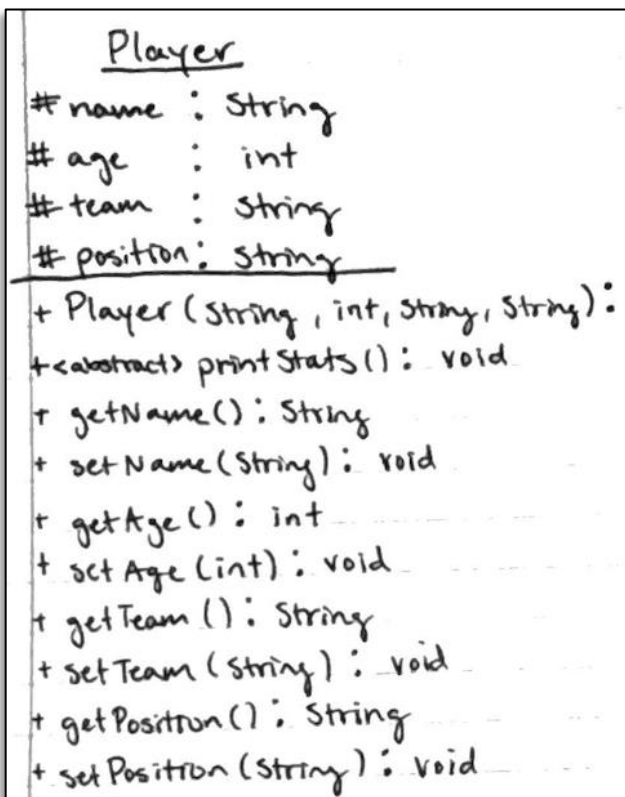 Player
# name : String
# age : int
# team : String
# position : String
+ Player (String, int, String, String) :
+ <abstract> printStats() : void
+ getName() : String
+ setName(String) : void
+ getAge() : int
+ setAge(int) : void
+ getTeam() : String
+ setTeam(String) : void
+ getPosition() : String
+ setPosition(String) : void